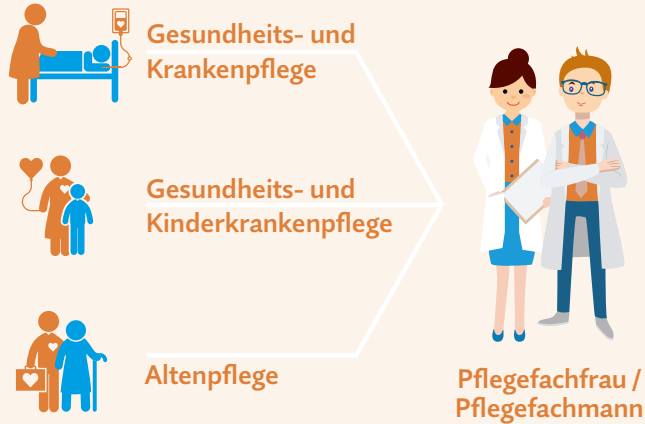 Gesundheits- und
Krankenpflege
Gesundheits- und
Kinderkrankenpflege
Altenpflege
Pflegefachfrau /
Pflegefachmann